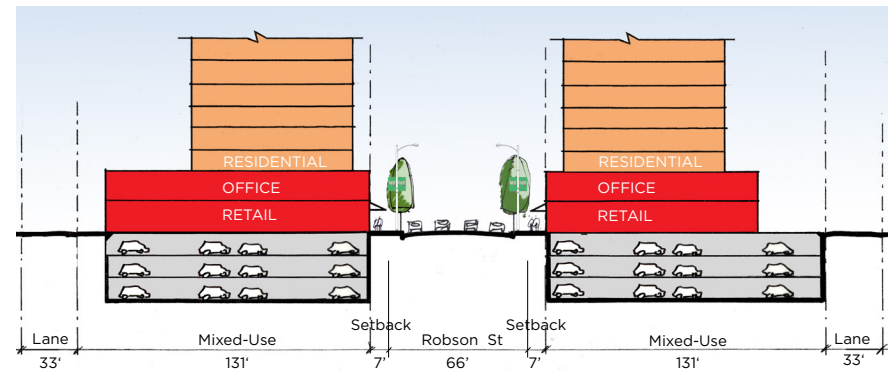 RESIDENTIAL RESIDENTIAL
OFFICE OFFICE
RETAIL RETAIL
Setback Setback
Lane Mixed-Use Robson St Mixed-Use Lane
33‘ 131‘ 7’ 66’ 7’ 131‘ 33‘